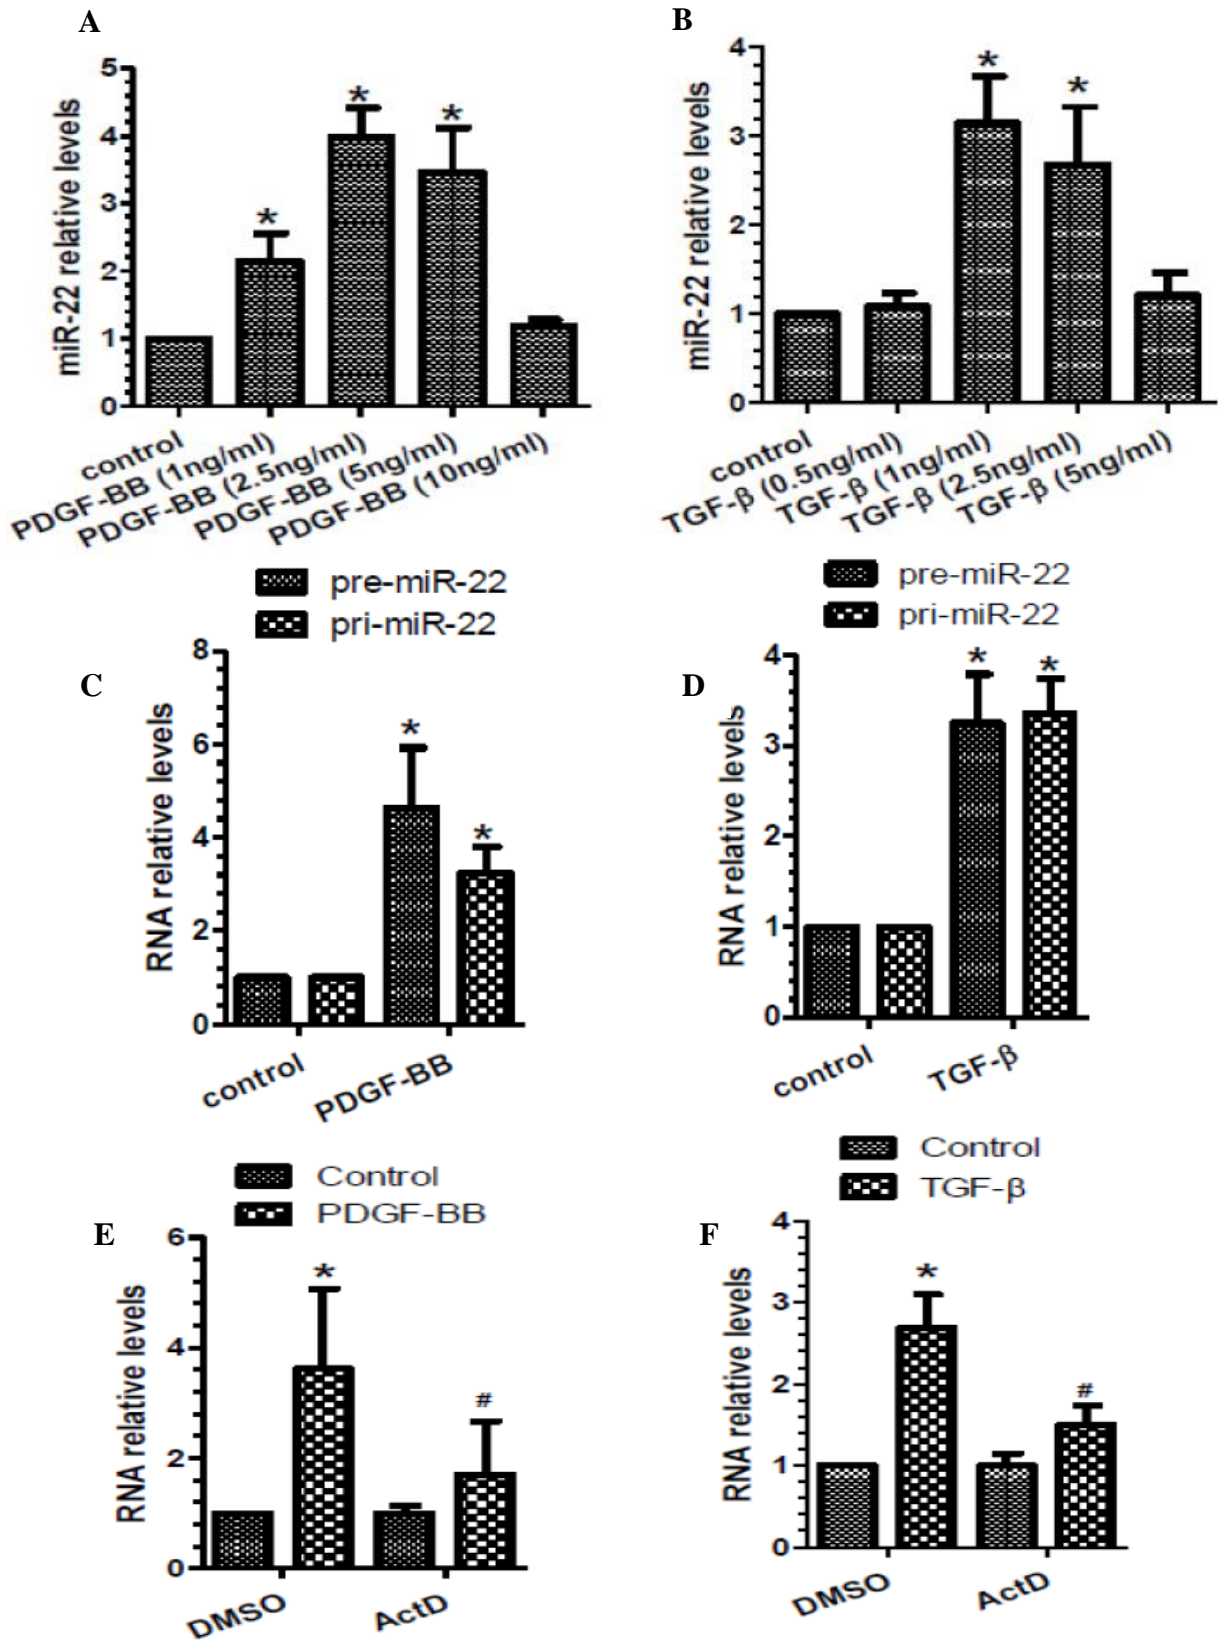 A
miR-22 relative levels
5
4
3
2
1
0
*
*
*
control
PDGF-BB (1ng/ml)
PDGF-BB (2.5ng/ml)
PDGF-BB (5ng/ml)
PDGF-BB (10ng/ml)
B
miR-22 relative levels
4
3
2
1
0
*
*
control
TGF-β (0.5ng/ml)
TGF-β (1ng/ml)
TGF-β (2.5ng/ml)
TGF-β (5ng/ml)
C
pre-miR-22
pri-miR-22
RNA relative levels
8
6
4
2
0
*
*
control
PDGF-BB
D
pre-miR-22
pri-miR-22
RNA relative levels
4
3
2
1
0
*
*
control
TGF-β
E
Control
PDGF-BB
RNA relative levels
6
4
2
0
*
#
DMSO
ActD
F
Control
TGF-β
RNA relative levels
4
3
2
1
0
*
#
DMSO
ActD